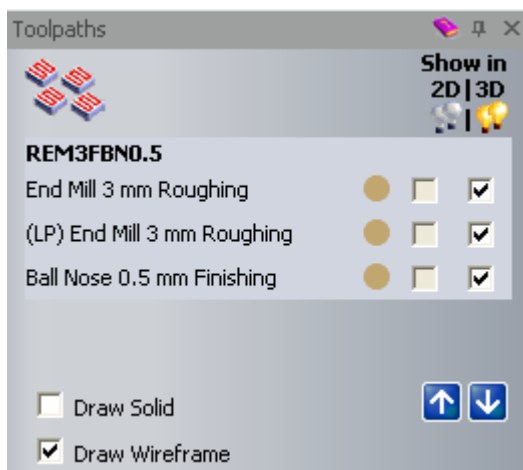 Toolpaths
Show in
2D | 3D
REM3FBN0.5
End Mill 3 mm Roughing
(LP) End Mill 3 mm Roughing
Ball Nose 0.5 mm Finishing
Draw Solid
Draw Wireframe